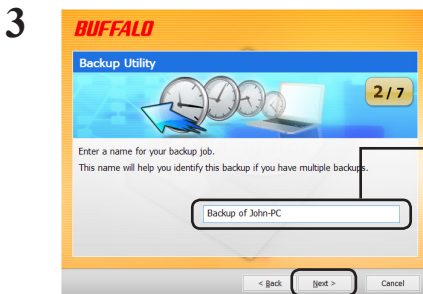 3
BUFFALO
Backup Utility
2 / 7
Enter a name for your backup job.
This name will help you identify this backup if you have multiple backups.
Backup of John-PC
< Back
Next >
Cancel